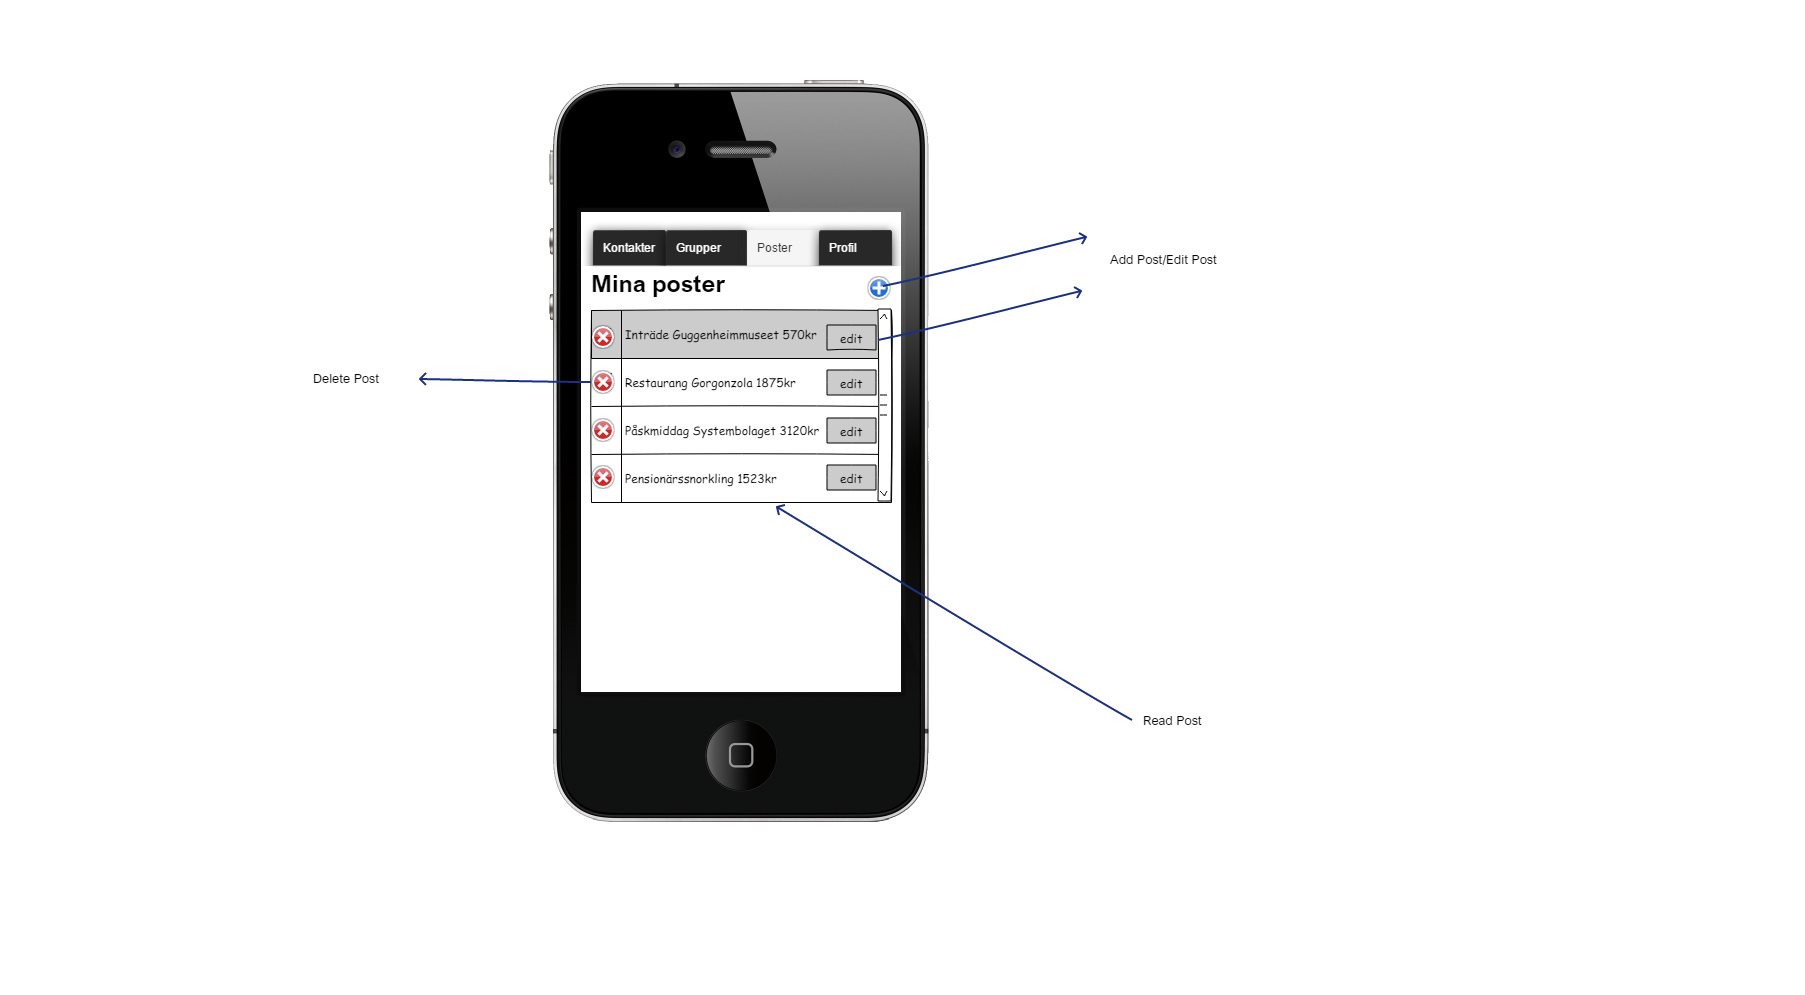 Kontakter Grupper Poster Profil
Mina poster
Add Post/Edit Post
Inträde Guggenheimmuseet 570kr edit
Delete Post
Restaurang Gorgonzola 1875kr edit
Påskmiddag Systembolaget 3120kr edit
Pensionärssnorkling 1523kr edit
Read Post